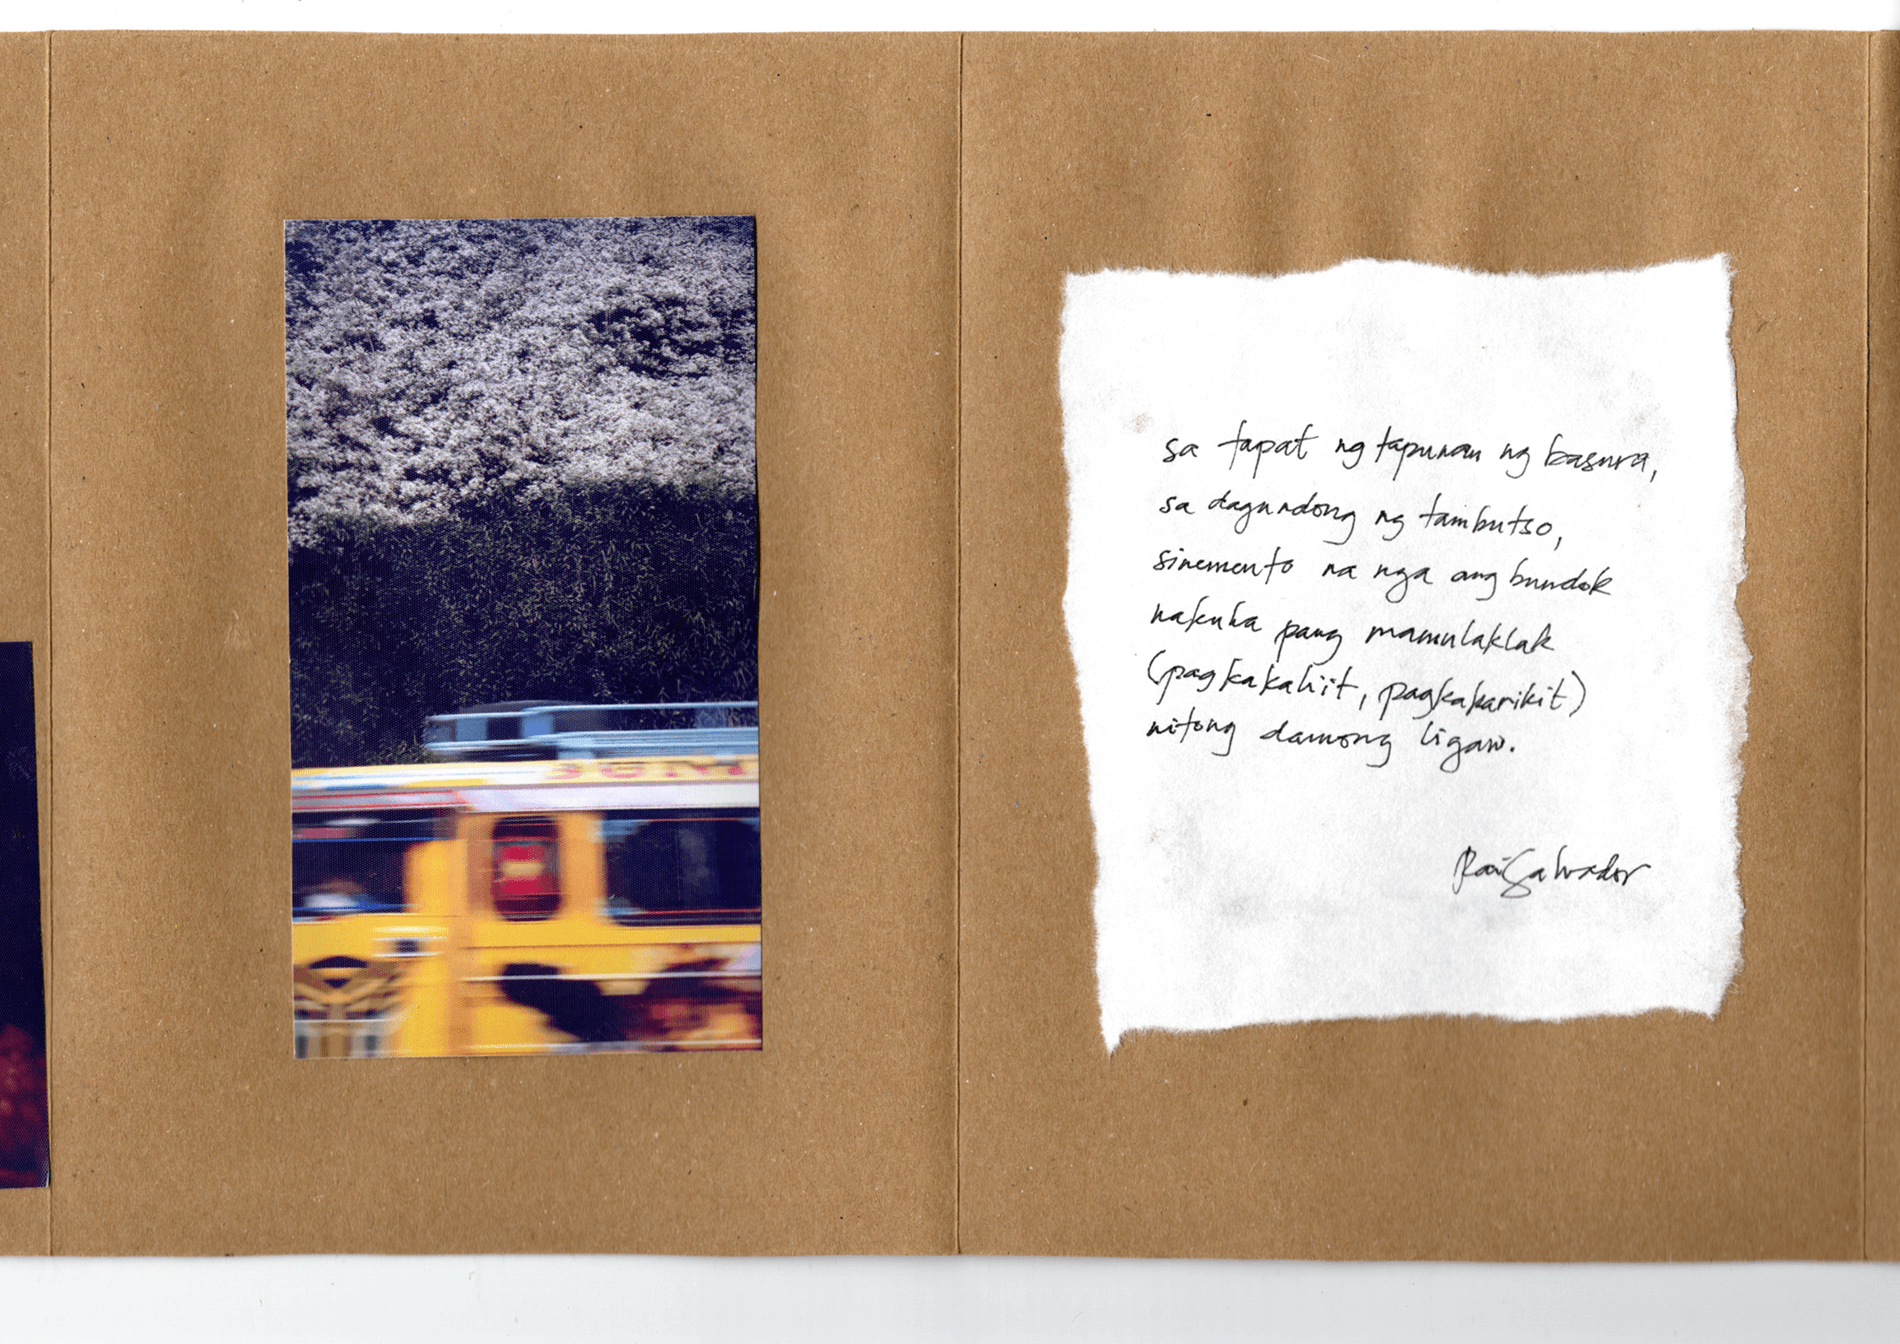 sa tapat ng tapunan ng basura,
sa dagundong ng tambutso,
sinemento na nga ang bundok
nakuha pang mamulaklak
(pagkakahiit, pagkakarikit)
nitong damong ligaw.
Rai Salvador